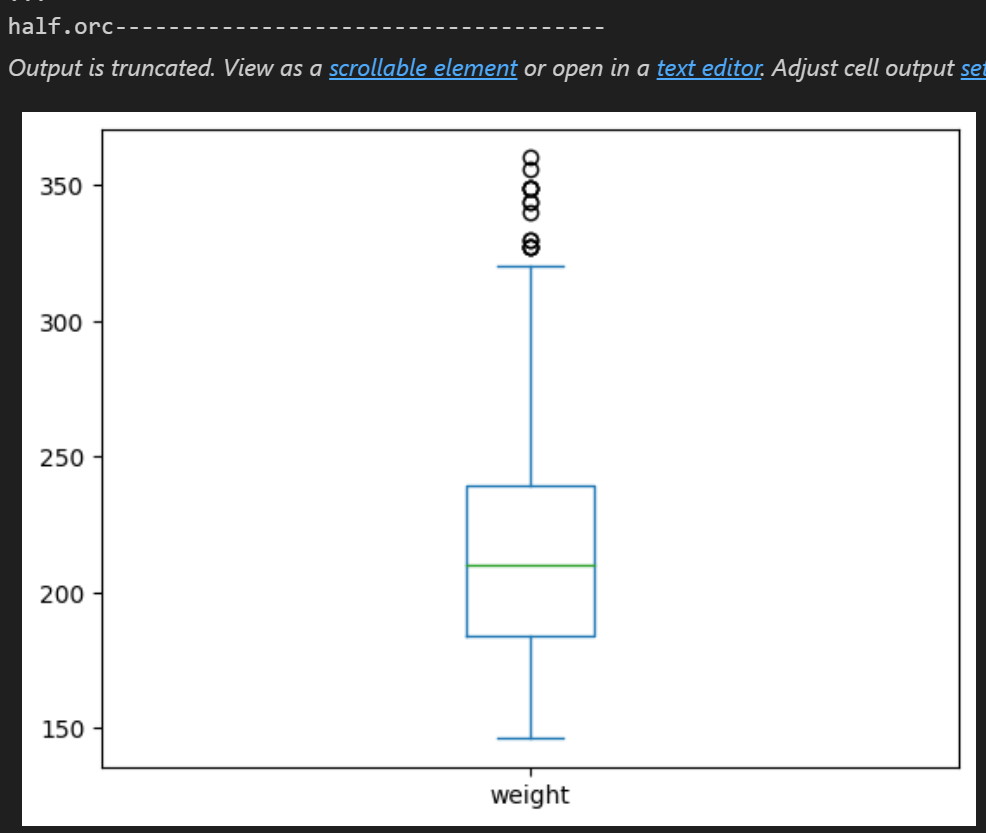 ...
half.orc-------------------------------------
Output is truncated. View as a scrollable element or open in a text editor. Adjust cell output set
350
300
250
200
150
weight